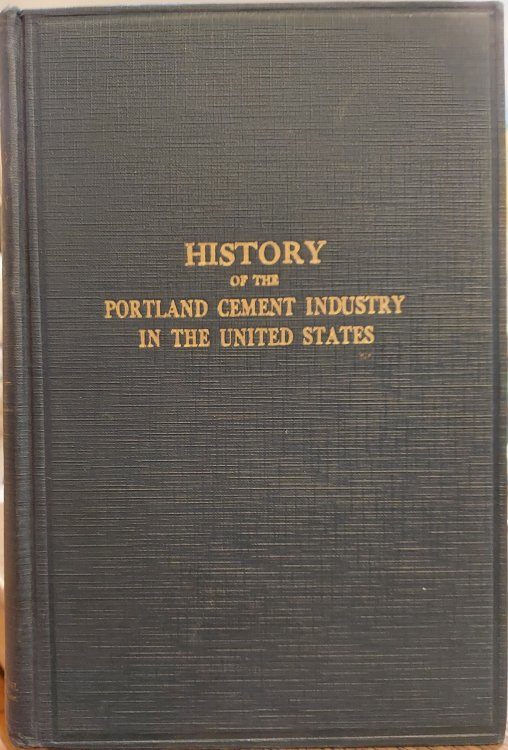 HISTORY
OF THE
PORTLAND CEMENT INDUSTRY
IN THE UNITED STATES